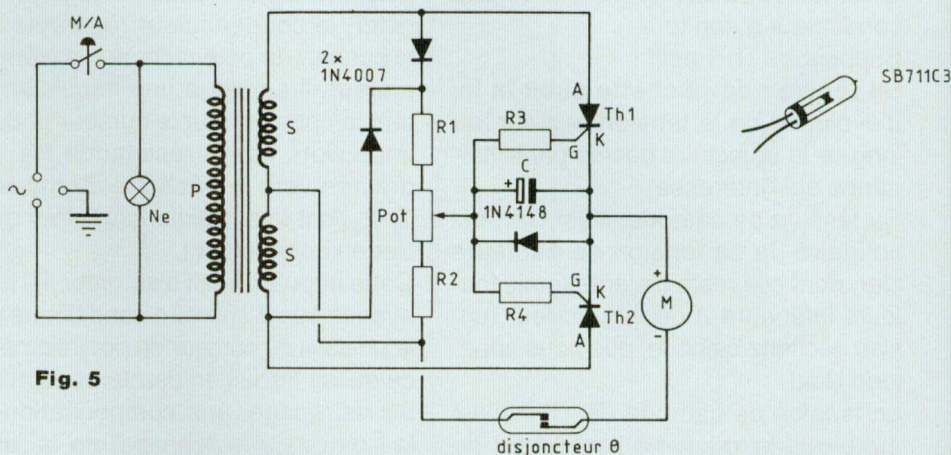 M/A
2×
1N4007
SB711C3
A
Th1
R1
R3
G
K
C
+
1N4148
P
S
~
Ne
Pot
S
R2
R4
G
K
Th2
A
+
M
-
Fig. 5
disjoncteur θ